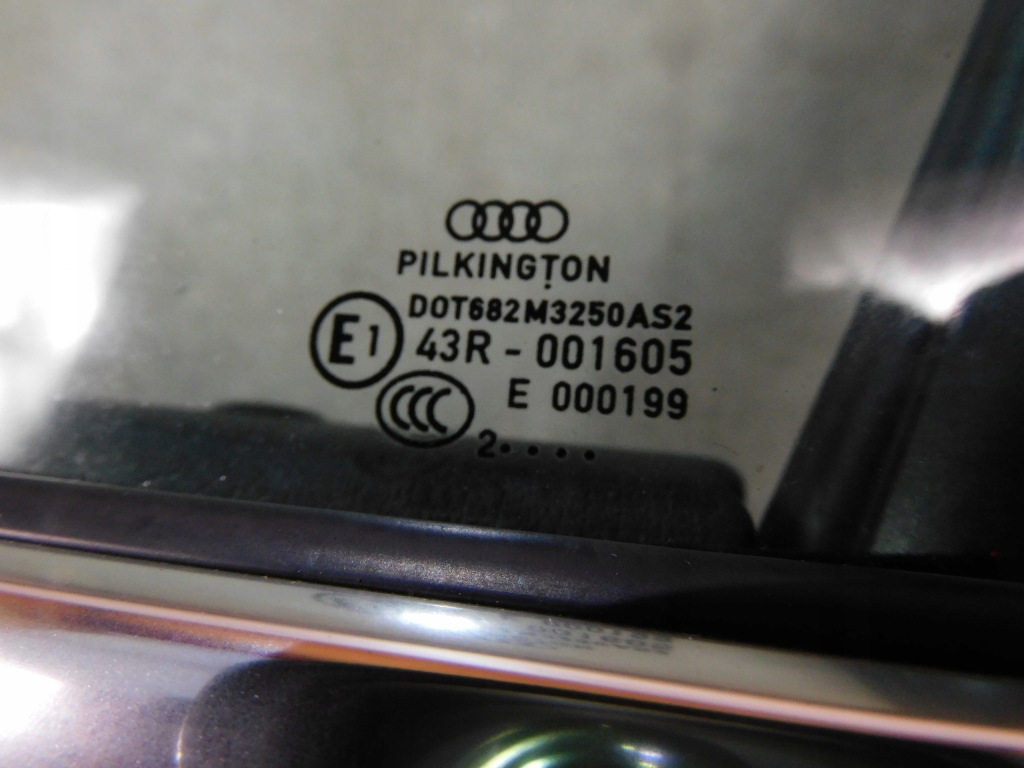 PILKINGTON
DOT682M3250AS2
E1 43R - 001605
CCC E 000199
2• • • •